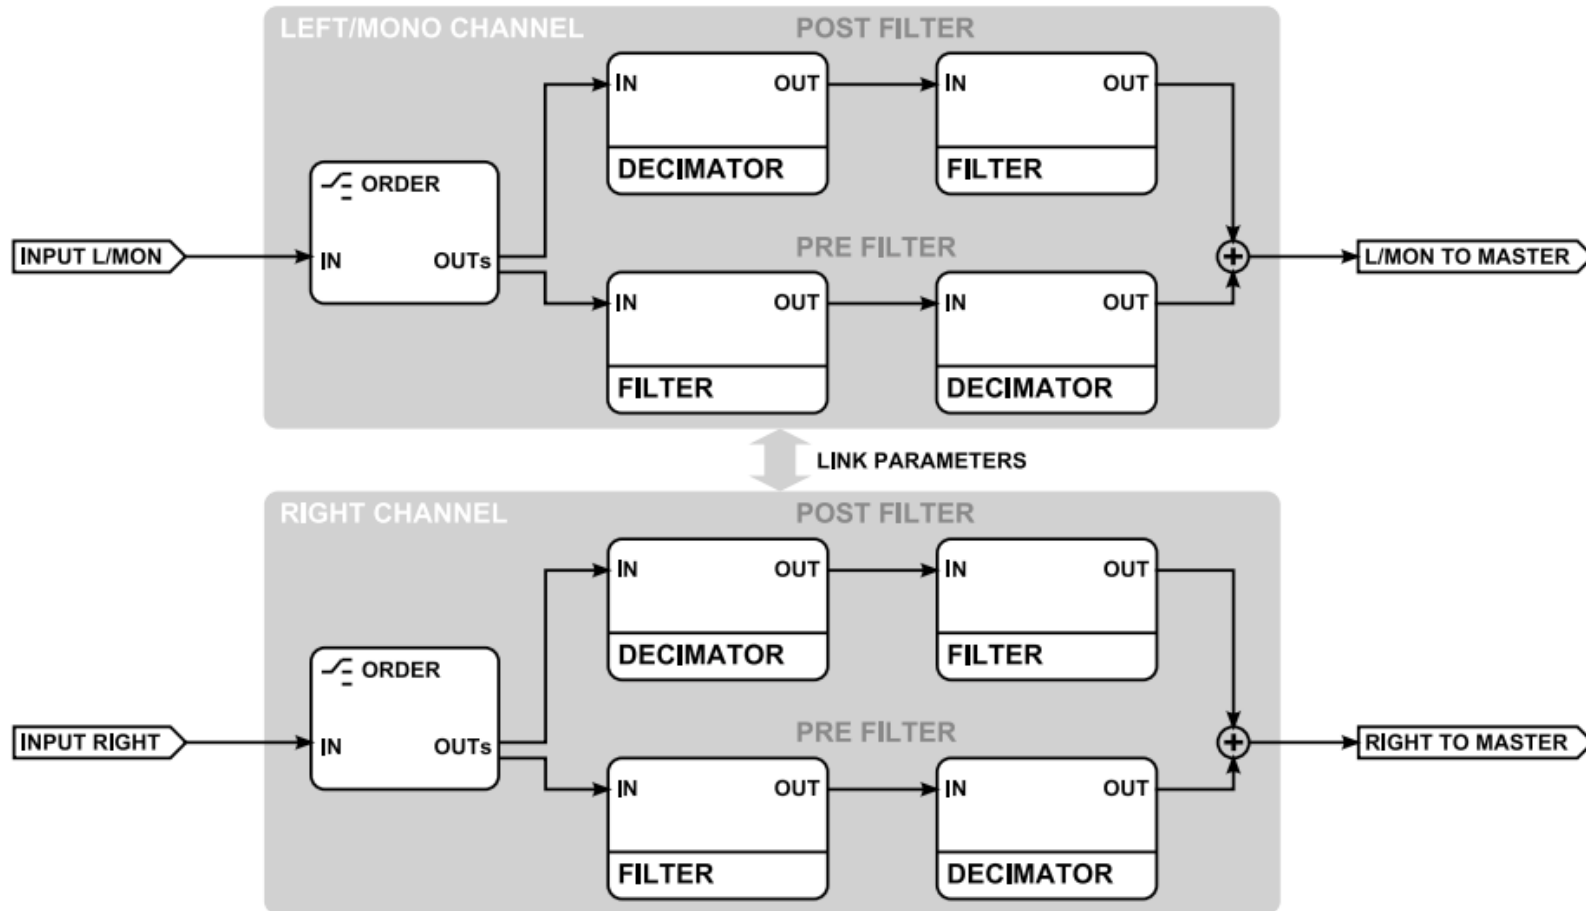 LEFT/MONO CHANNEL
POST FILTER
IN OUT
IN OUT
DECIMATOR
FILTER
ORDER
IN OUTs
INPUT L/MON
PRE FILTER
L/MON TO MASTER
IN OUT
IN OUT
FILTER
DECIMATOR
LINK PARAMETERS
RIGHT CHANNEL
POST FILTER
IN OUT
IN OUT
DECIMATOR
FILTER
ORDER
IN OUTs
INPUT RIGHT
PRE FILTER
RIGHT TO MASTER
IN OUT
IN OUT
FILTER
DECIMATOR